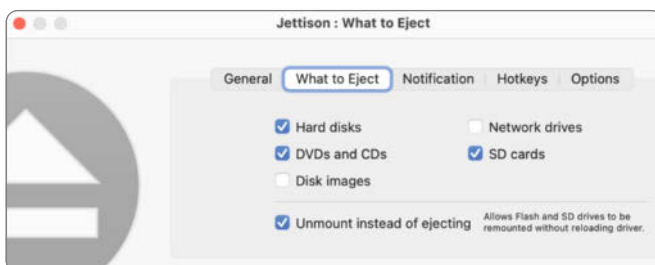 Jettison : What to Eject
General What to Eject Notification Hotkeys Options
Hard disks Network drives
DVDs and CDs SD cards
Disk images
Unmount instead of ejecting Allows Flash and SD drives to be
remounted without reloading driver.